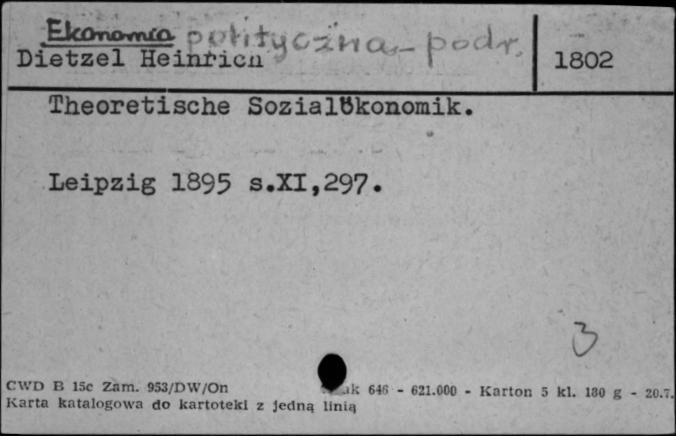 Ekonomia polityczna - podr.
Dietzel Heinrich
1802
Theoretische Sozialökonomik.
Leipzig 1895 s.XI,297.
3
CWD B 15c Zam. 953/DW/On
646 - 621.000 - Karton 5 kl. 180 g - 20.7.
Karta katalogowa do kartoteki z jedną linią